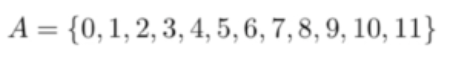 A = {0, 1, 2, 3, 4, 5, 6, 7, 8, 9, 10, 11}